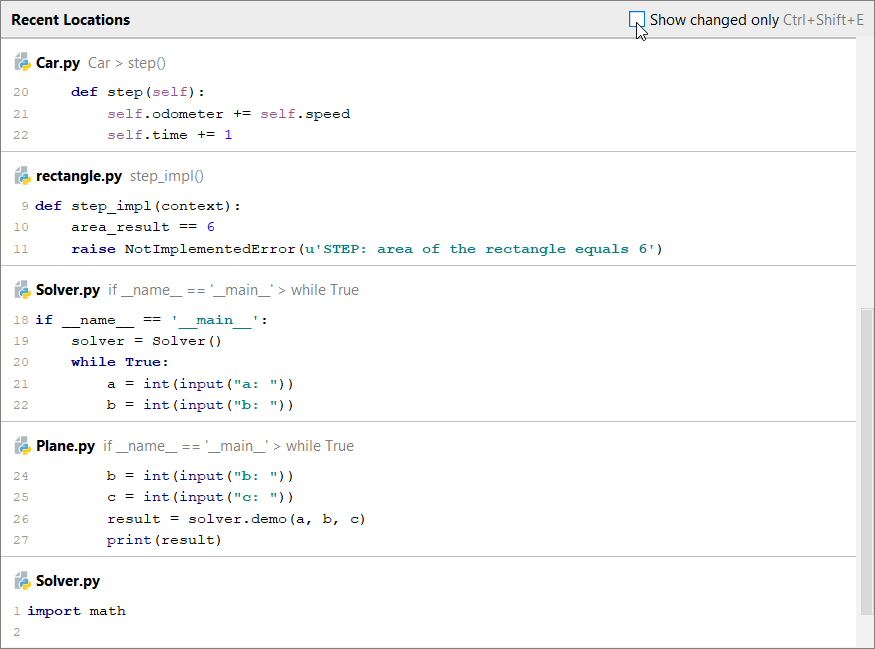 Recent Locations Show changed only Ctrl+Shift+E
Car.py Car > step()
20     def step(self):
21         self.odometer += self.speed
22         self.time += 1
rectangle.py step_impl()
9 def step_impl(context):
10     area_result == 6
11     raise NotImplementedError(u'STEP: area of the rectangle equals 6')
Solver.py if __name__ == '__main__' > while True
18 if __name__ == '__main__':
19     solver = Solver()
20     while True:
21         a = int(input("a: "))
22         b = int(input("b: "))
Plane.py if __name__ == '__main__' > while True
24         b = int(input("b: "))
25         c = int(input("c: "))
26         result = solver.demo(a, b, c)
27         print(result)
Solver.py
1 import math
2